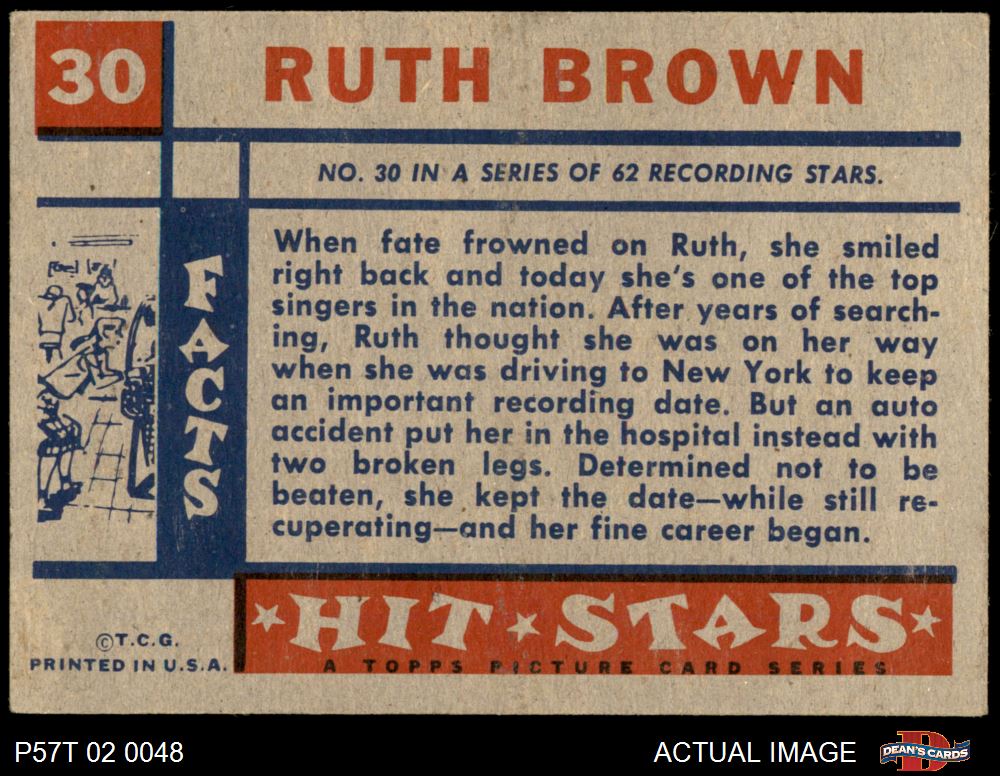 30
RUTH BROWN
NO. 30 IN A SERIES OF 62 RECORDING STARS.
FACTS
When fate frowned on Ruth, she smiled
right back and today she's one of the top
singers in the nation. After years of search-
ing, Ruth thought she was on her way
when she was driving to New York to keep
an important recording date. But an auto
accident put her in the hospital instead with
two broken legs. Determined not to be
beaten, she kept the date—while still re-
cuperating—and her fine career began.
HIT STARS
A TOPPS PICTURE CARD SERIES
©T.C.G.
PRINTED IN U.S.A.
P57T 02 0048
ACTUAL IMAGE
D
DEAN'S CARDS